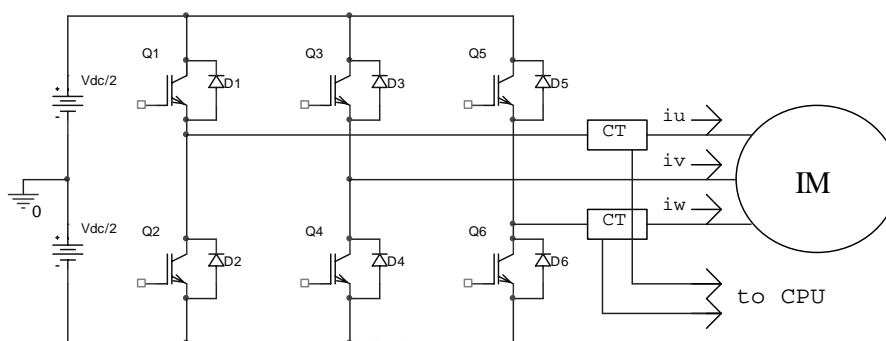 Q1
Q3
Q5
Vdc/2
D1
D3
D5
CT
iu
iv
IM
0
CT
iw
Vdc/2
Q2
Q4
Q6
D2
D4
D6
to CPU
+
-
+
-